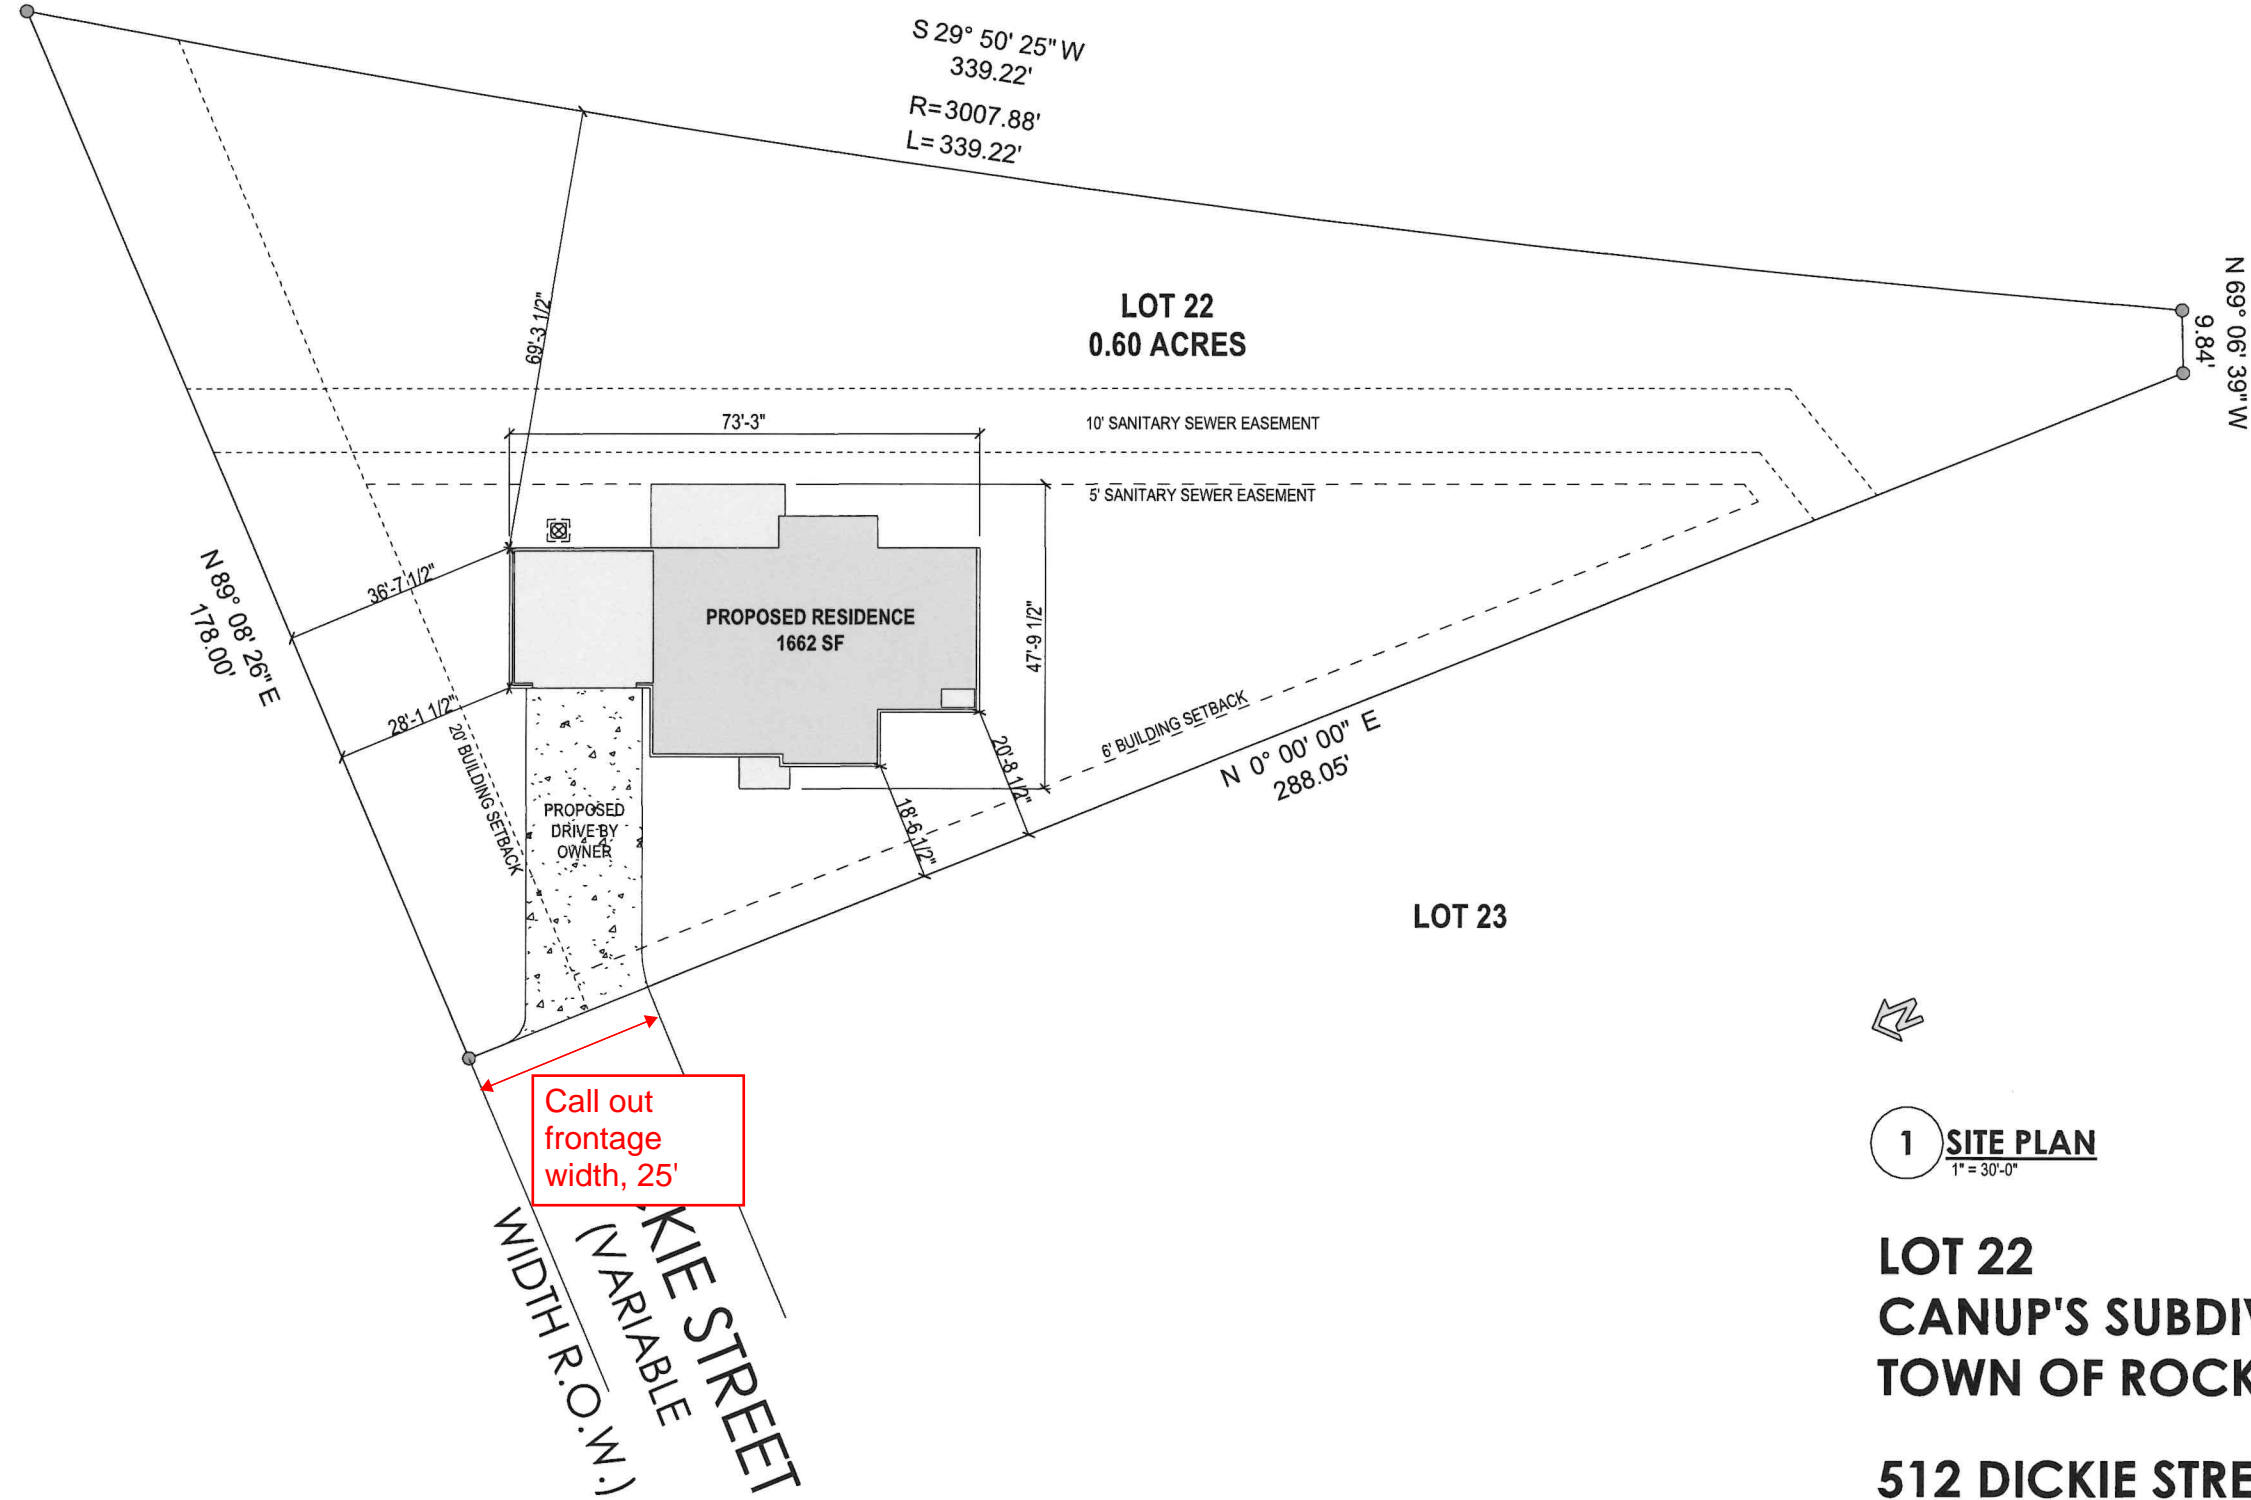 S 29° 50' 25" W
339.22'
R=3007.88'
L= 339.22'
N 69° 06' 39" W
9.84'
LOT 22
0.60 ACRES
69'-3 1/2"
73'-3"
10' SANITARY SEWER EASEMENT
5' SANITARY SEWER EASEMENT
N 89° 08' 26" E
178.00'
36'-7 1/2"
28'-1 1/2"
PROPOSED RESIDENCE
1662 SF
47'-9 1/2"
20' BUILDING SETBACK
PROPOSED
DRIVE BY
OWNER
20'-8 1/2"
18'-6 1/2"
6' BUILDING SETBACK
N 0° 00' 00" E
288.05'
LOT 23
Call out
frontage
width, 25'
KIE STREET
(VARIABLE
WIDTH R.O.W.)
1 SITE PLAN
1" = 30'-0"
LOT 22
CANUP'S SUBDI
TOWN OF ROCK
512 DICKIE STRE